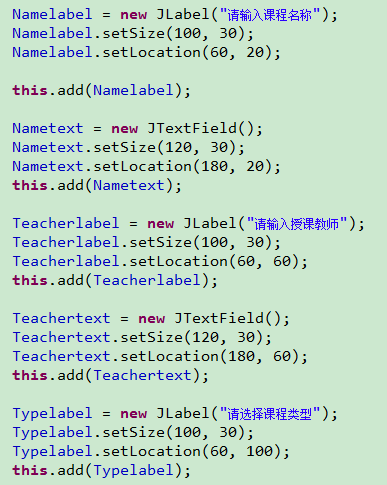 Namelabel = new JLabel("请输入课程名称");
Namelabel.setSize(100, 30);
Namelabel.setLocation(60, 20);
this.add(Namelabel);
Nametext = new JTextField();
Nametext.setSize(120, 30);
Nametext.setLocation(180, 20);
this.add(Nametext);
Teacherlabel = new JLabel("请输入授课教师");
Teacherlabel.setSize(100, 30);
Teacherlabel.setLocation(60, 60);
this.add(Teacherlabel);
Teachertext = new JTextField();
Teachertext.setSize(120, 30);
Teachertext.setLocation(180, 60);
this.add(Teachertext);
Typelabel = new JLabel("请选择课程类型");
Typelabel.setSize(100, 30);
Typelabel.setLocation(60, 100);
this.add(Typelabel);